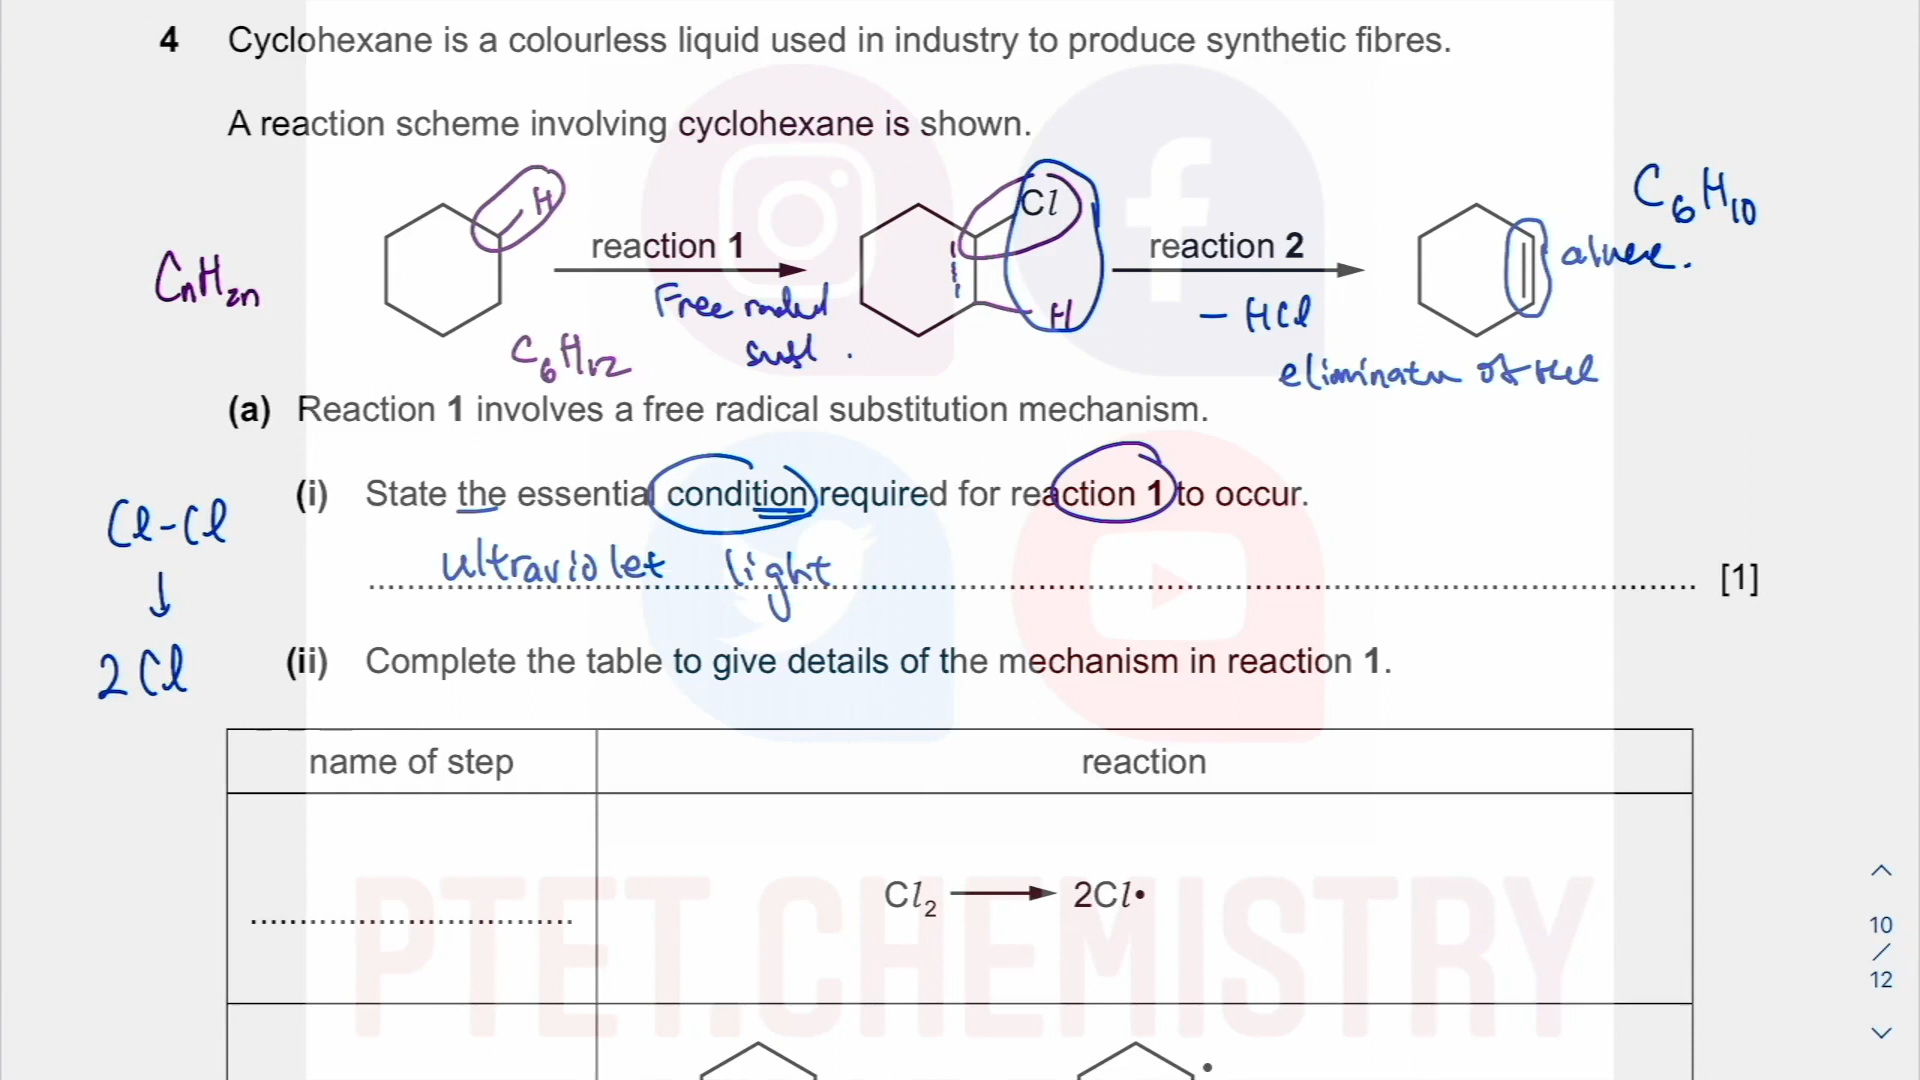 4 Cyclohexane is a colourless liquid used in industry to produce synthetic fibres.
A reaction scheme involving cyclohexane is shown.
H
Cl
C6H10
reaction 1
reaction 2
alkene.
CnH2n
Free radical
H
- HCl
subs.
C6H12
elimination of HCl
(a) Reaction 1 involves a free radical substitution mechanism.
(i) State the essential condition required for reaction 1 to occur.
Cl-Cl
ultraviolet light
[1]
↓
2Cl
(ii) Complete the table to give details of the mechanism in reaction 1.
name of step
reaction
Cl2 → 2Cl•
10
/
12
PTET.CHEMISTRY